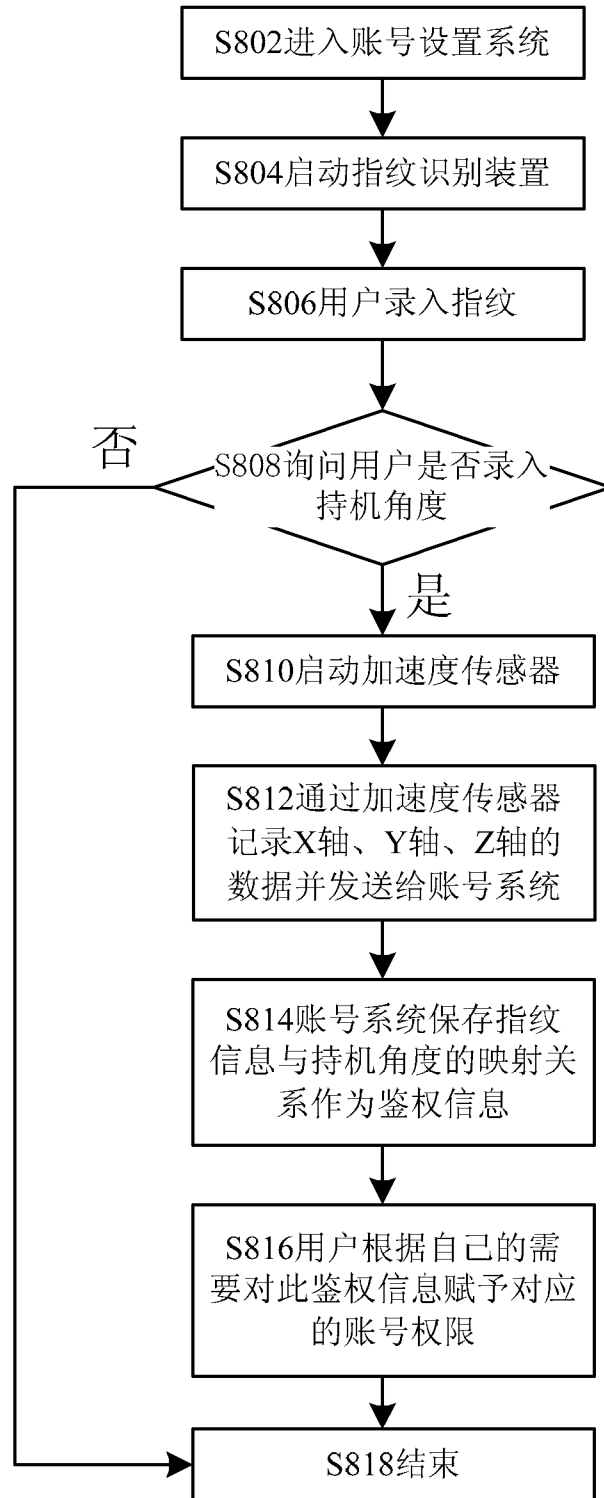 S802进入账号设置系统
S804启动指纹识别装置
S806用户录入指纹
否
S808询问用户是否录入
持机角度
是
S810启动加速度传感器
S812通过加速度传感器
记录X轴、Y轴、Z轴的
数据并发送给账号系统
S814账号系统保存指纹
信息与持机角度的映射关
系作为鉴权信息
S816用户根据自己的需
要对此鉴权信息赋予对应
的账号权限
S818结束